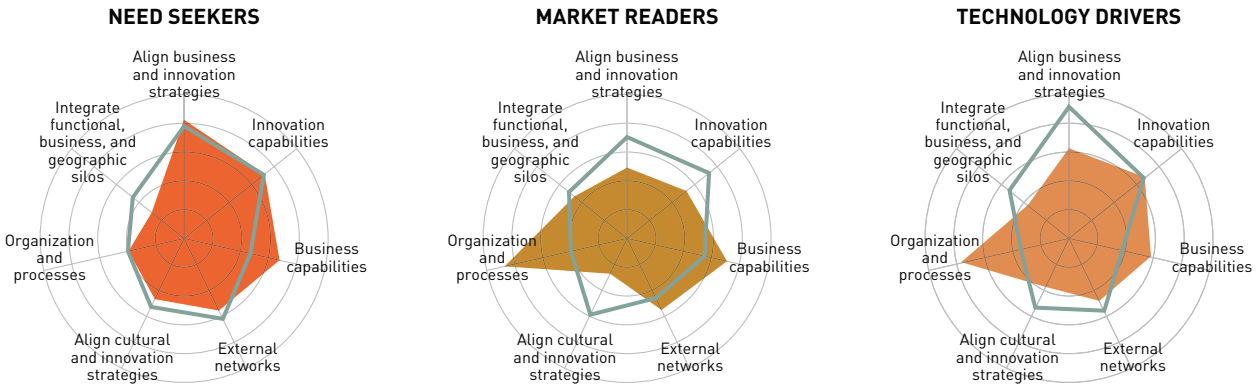 NEED SEEKERS
Align business
and innovation
strategies
Integrate
functional,
business, and
geographic
silos
Innovation
capabilities
Organization
and
processes
Business
capabilities
Align cultural
and innovation
strategies
External
networks
MARKET READERS
Align business
and innovation
strategies
Integrate
functional,
business, and
geographic
silos
Innovation
capabilities
Organization
and
processes
Business
capabilities
Align cultural
and innovation
strategies
External
networks
TECHNOLOGY DRIVERS
Align business
and innovation
strategies
Integrate
functional,
business, and
geographic
silos
Innovation
capabilities
Organization
and
processes
Business
capabilities
Align cultural
and innovation
strategies
External
networks